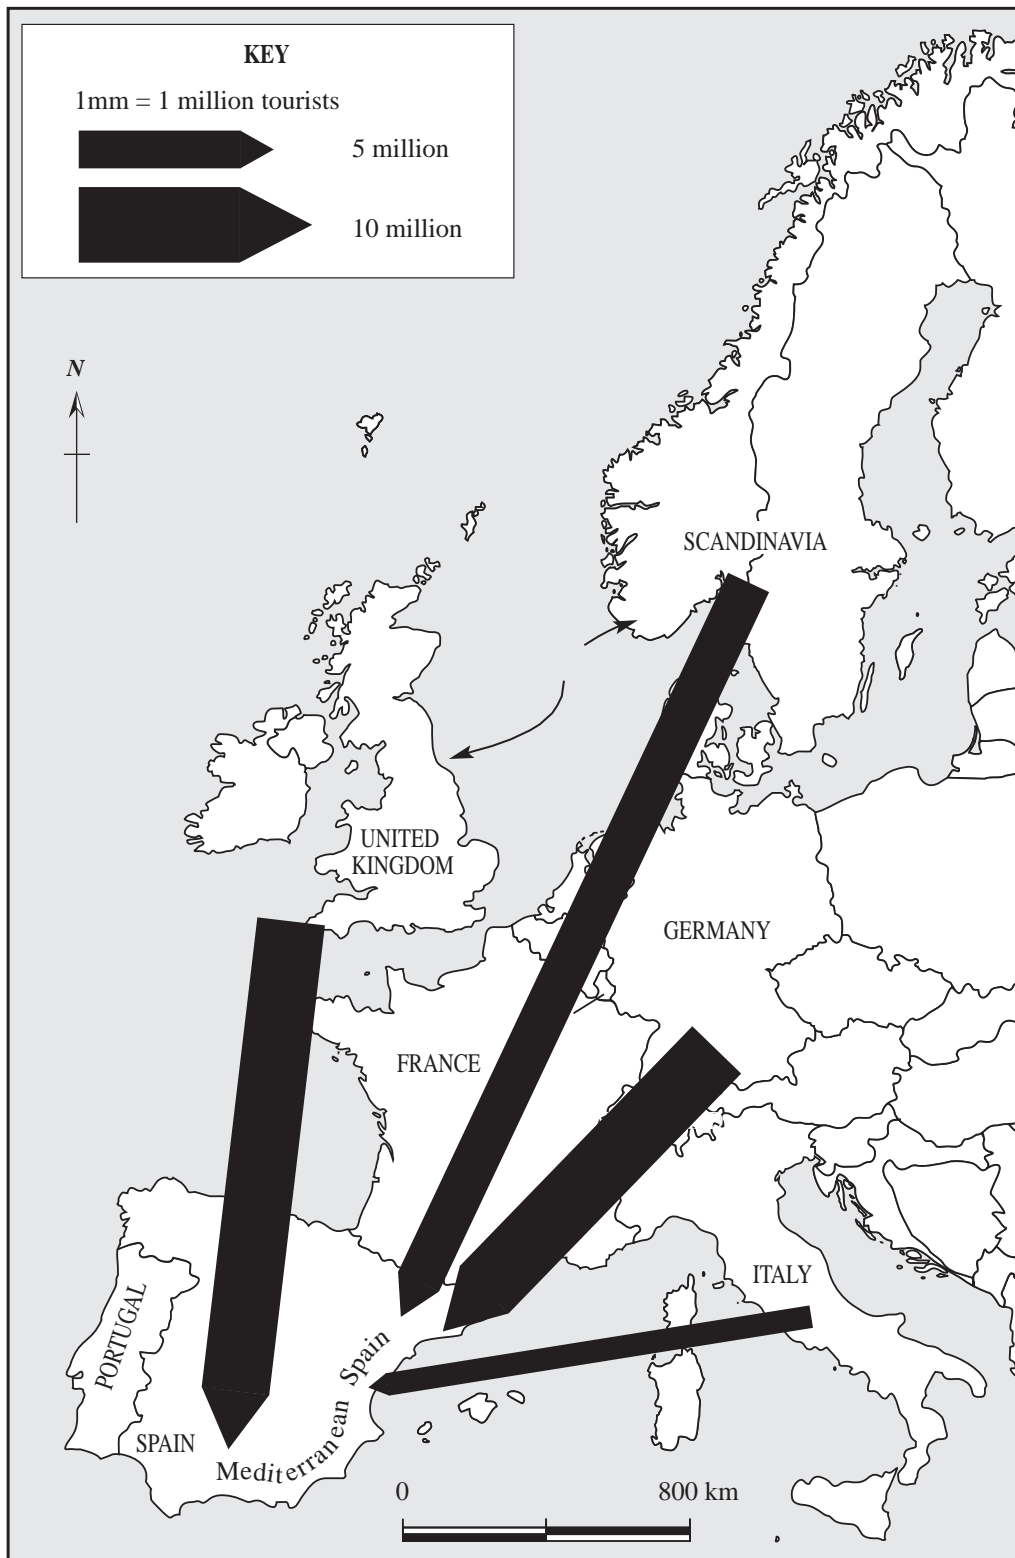 KEY
1mm = 1 million tourists
5 million
10 million
N
SCANDINAVIA
UNITED
KINGDOM
GERMANY
FRANCE
ITALY
PORTUGAL
SPAIN
Mediterranean Spain
0 800 km